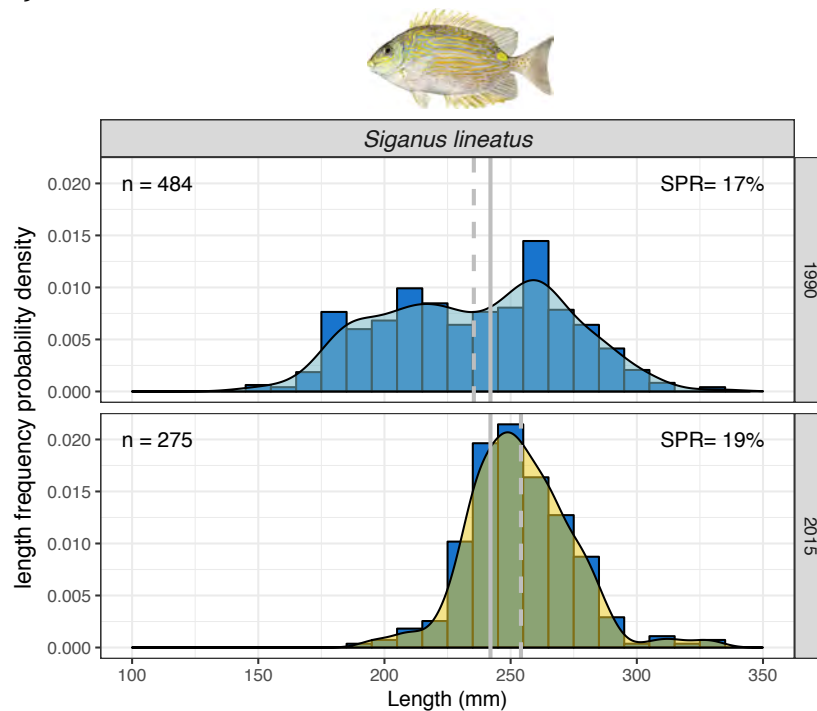 Siganus lineatus
n = 484
SPR= 17%
1990
0.020
0.015
0.010
0.005
0.000
n = 275
SPR= 19%
2015
0.020
0.015
0.010
0.005
0.000
length frequency probability density
100 150 200 250 300 350
Length (mm)